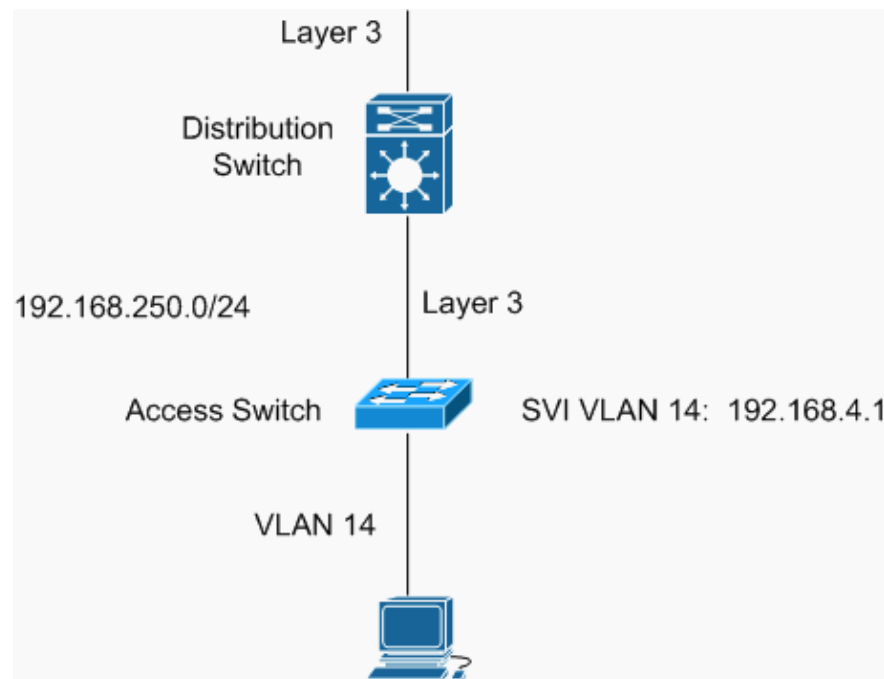 Layer 3
Distribution
Switch
192.168.250.0/24
Layer 3
Access Switch
SVI VLAN 14: 192.168.4.1
VLAN 14